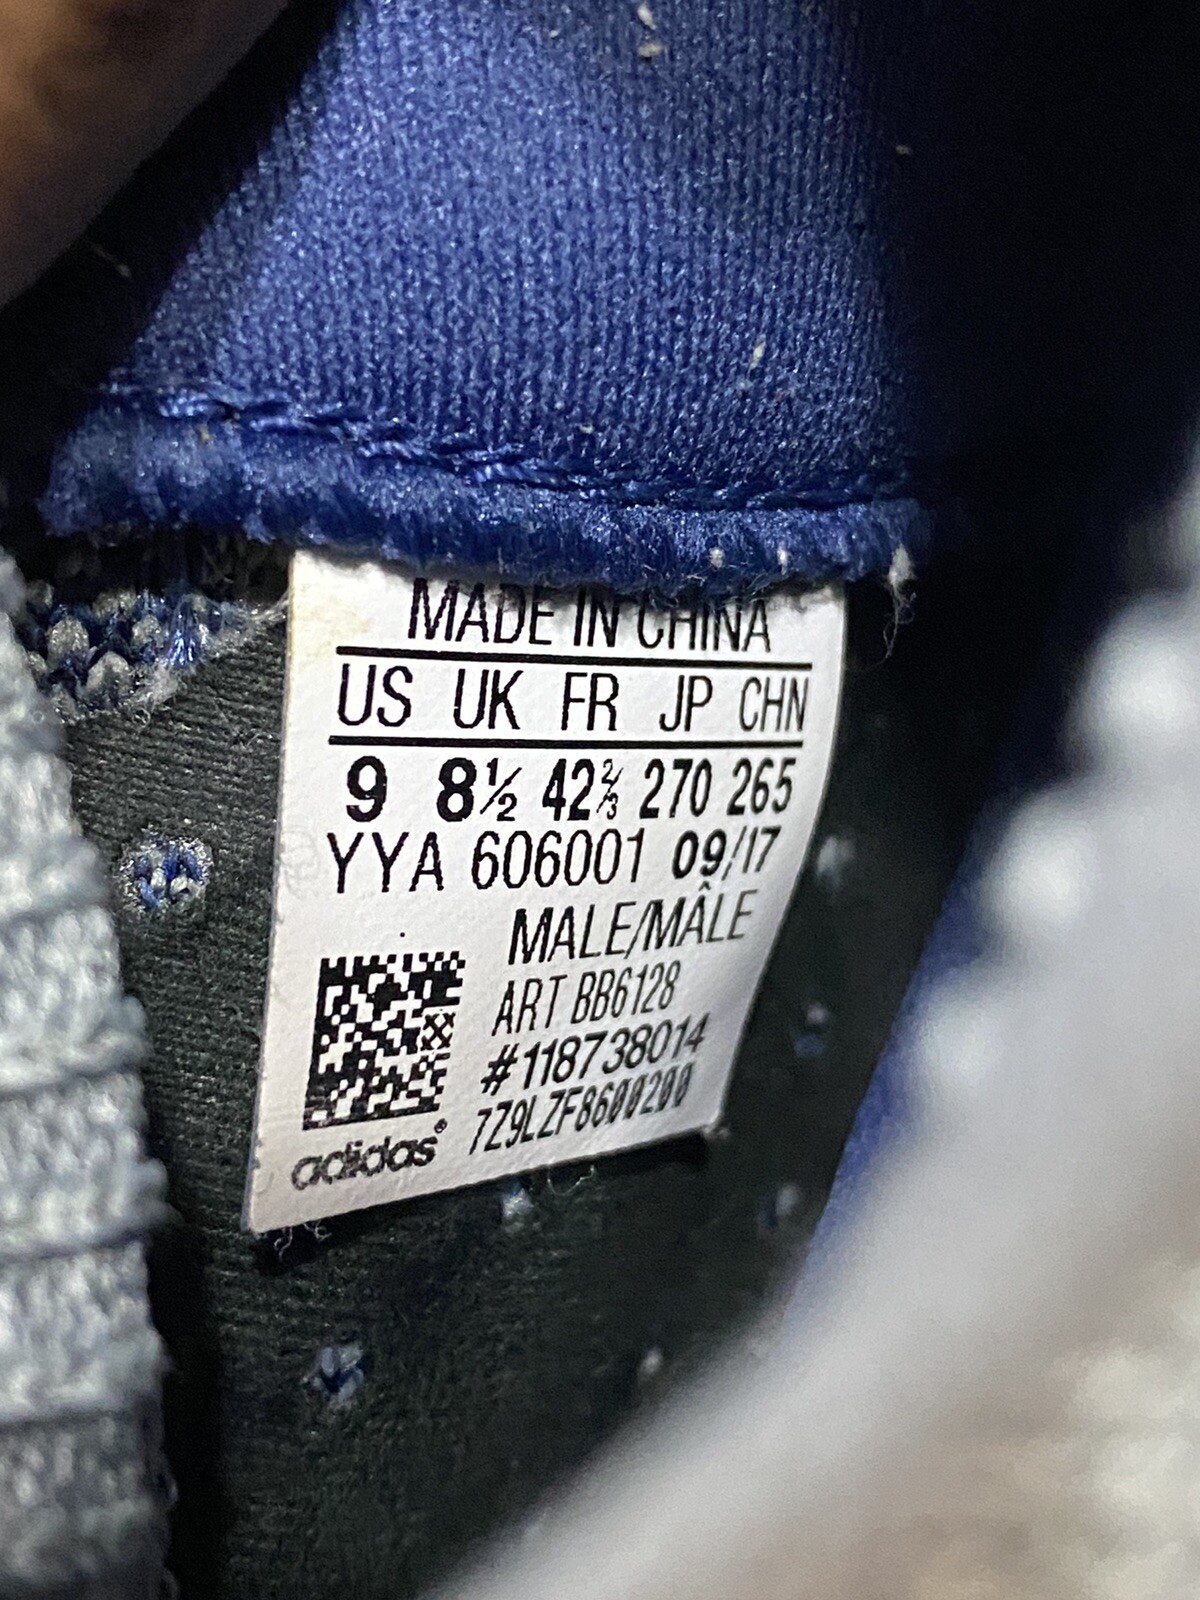 MADE IN CHINA
US UK FR JP CHN
9 8½ 42⅔ 270 265
YYA 606001 09/17
MALE/MÂLE
ART BB6128
#118738014
7Z9LZF8600200
adidas®